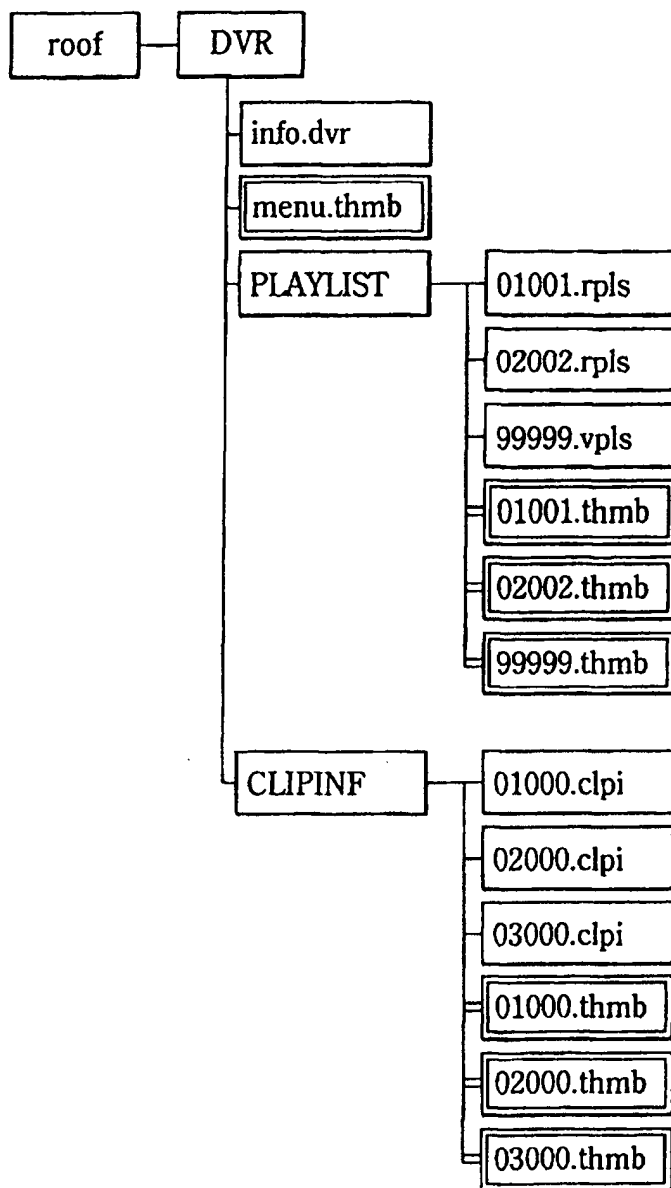 roof DVR
info.dvr
menu.thmb
PLAYLIST 01001.rpls
02002.rpls
99999.vpls
01001.thmb
02002.thmb
99999.thmb
CLIPINF 01000.clpi
02000.clpi
03000.clpi
01000.thmb
02000.thmb
03000.thmb